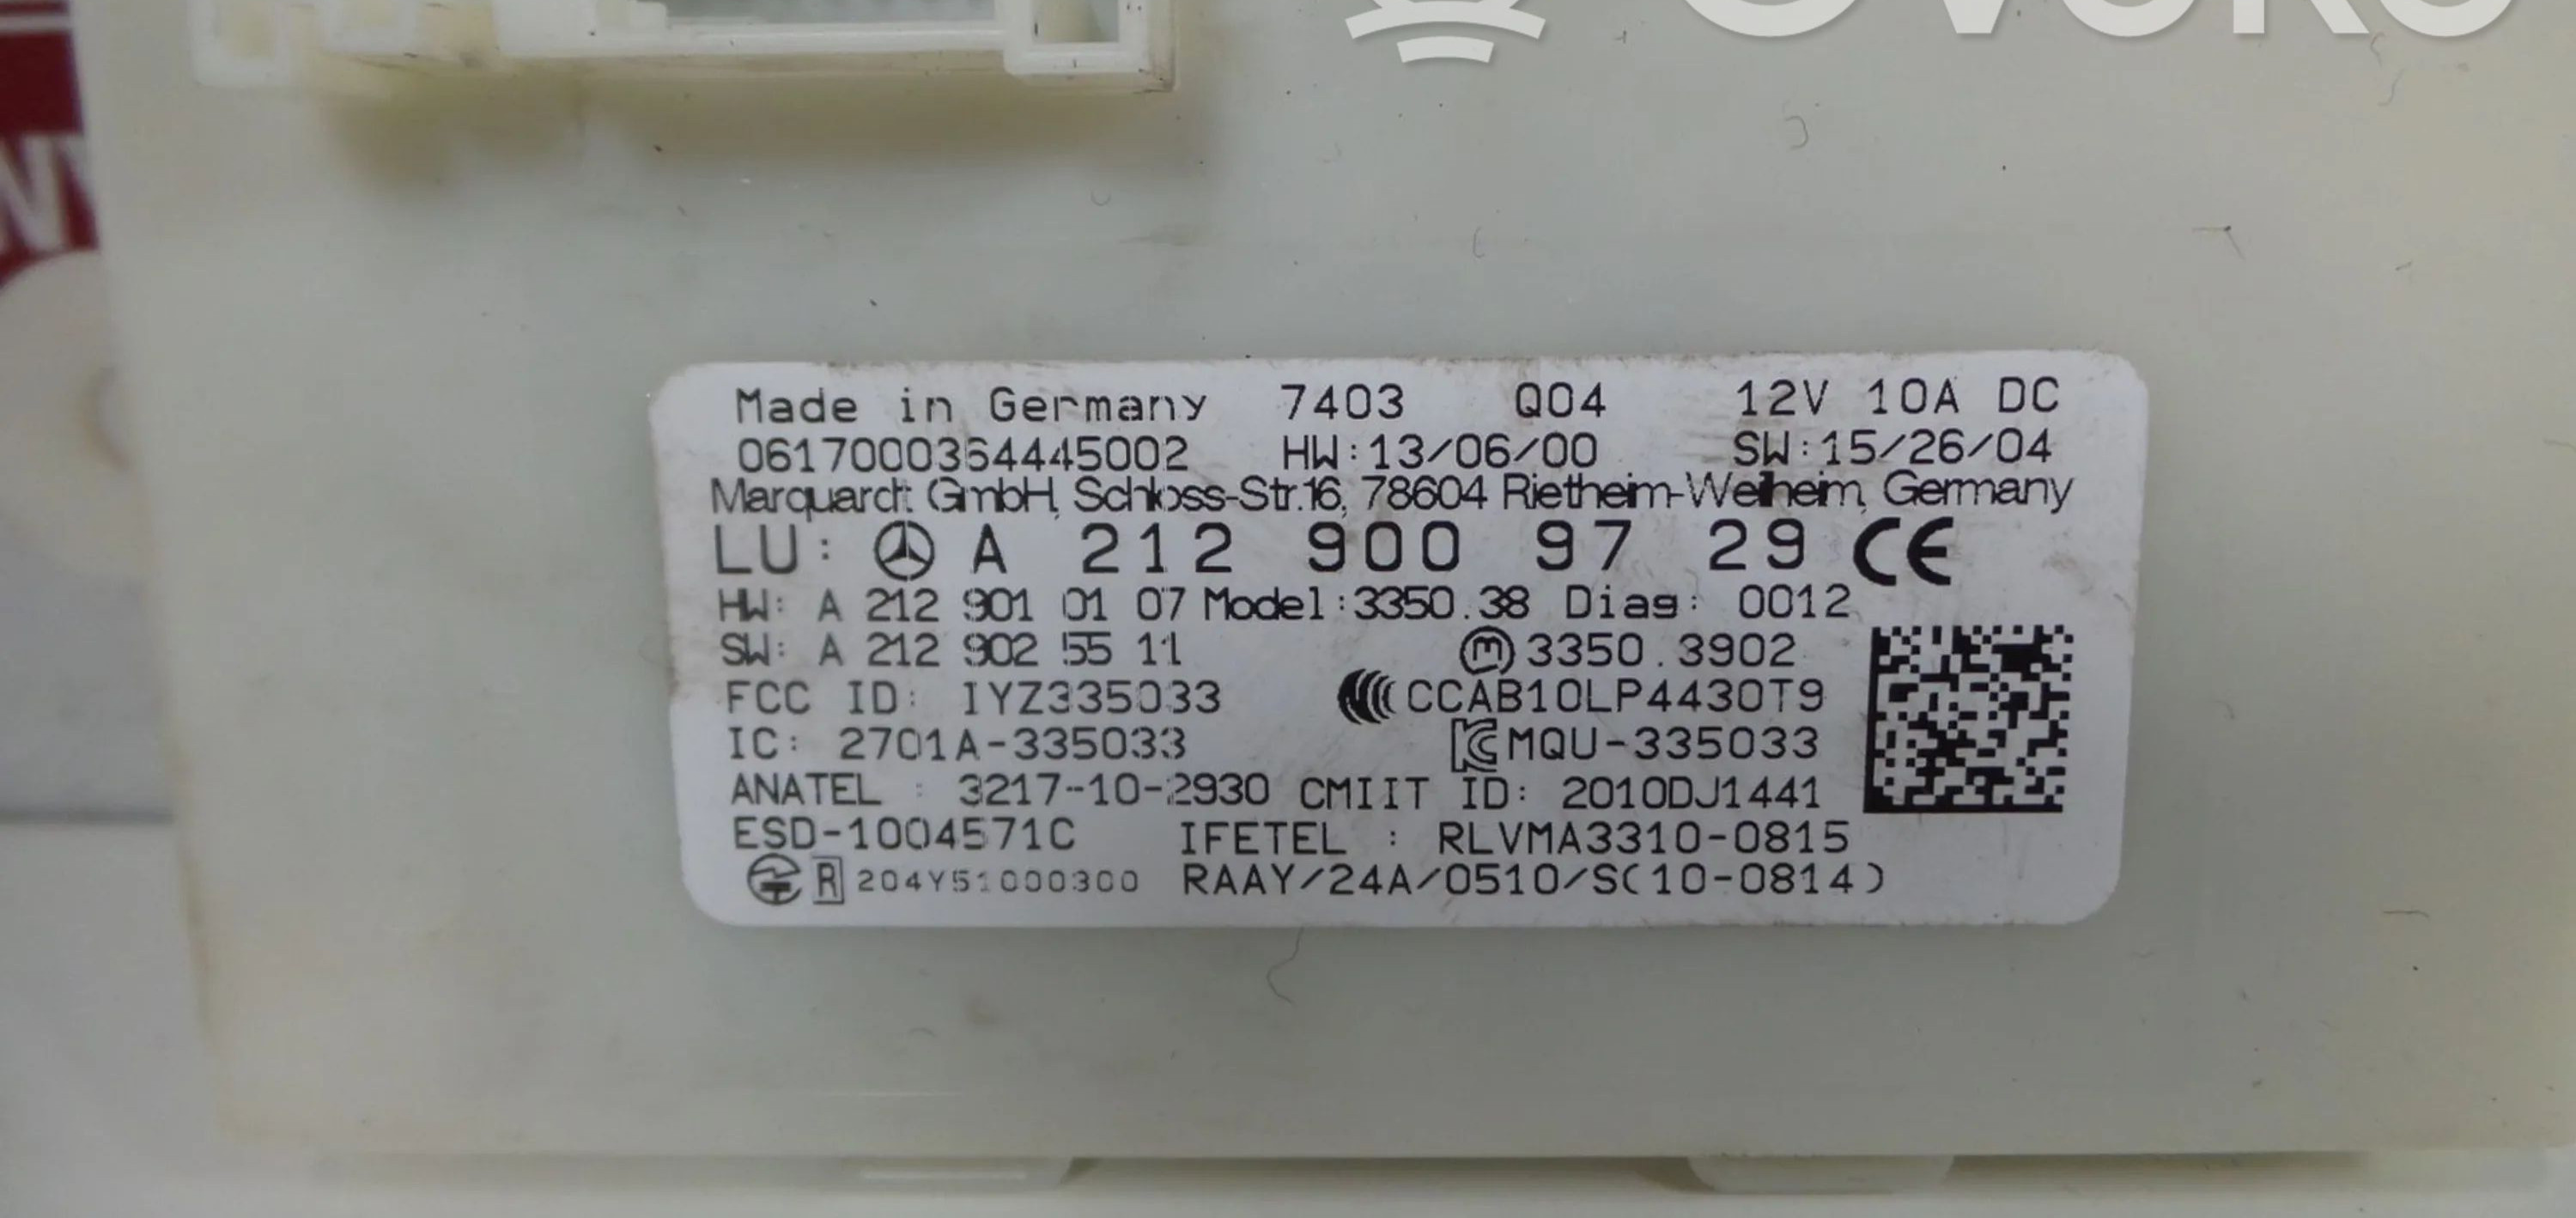 Made in Germany 7403 Q04 12V 10A DC
0617000364445002 HW:13/06/00 SW:15/26/04
Marquardt GmbH, Schloss-Str.16, 78604 Rietheim-Weilheim, Germany
LU: A 212 900 97 29 CE
HW: A 212 901 01 07 Model:3350.38 Diag: 0012
SW: A 212 902 55 11 m 3350.3902
FCC ID: IYZ335033 CCAB10LP4430T9
IC: 2701A-335033 MQU-335033
ANATEL : 3217-10-2930 CMIIT ID: 2010DJ1441
ESD-1004571C IFETEL : RLVMA3310-0815
R 204Y51000300 RAAY/24A/0510/S(10-0814)